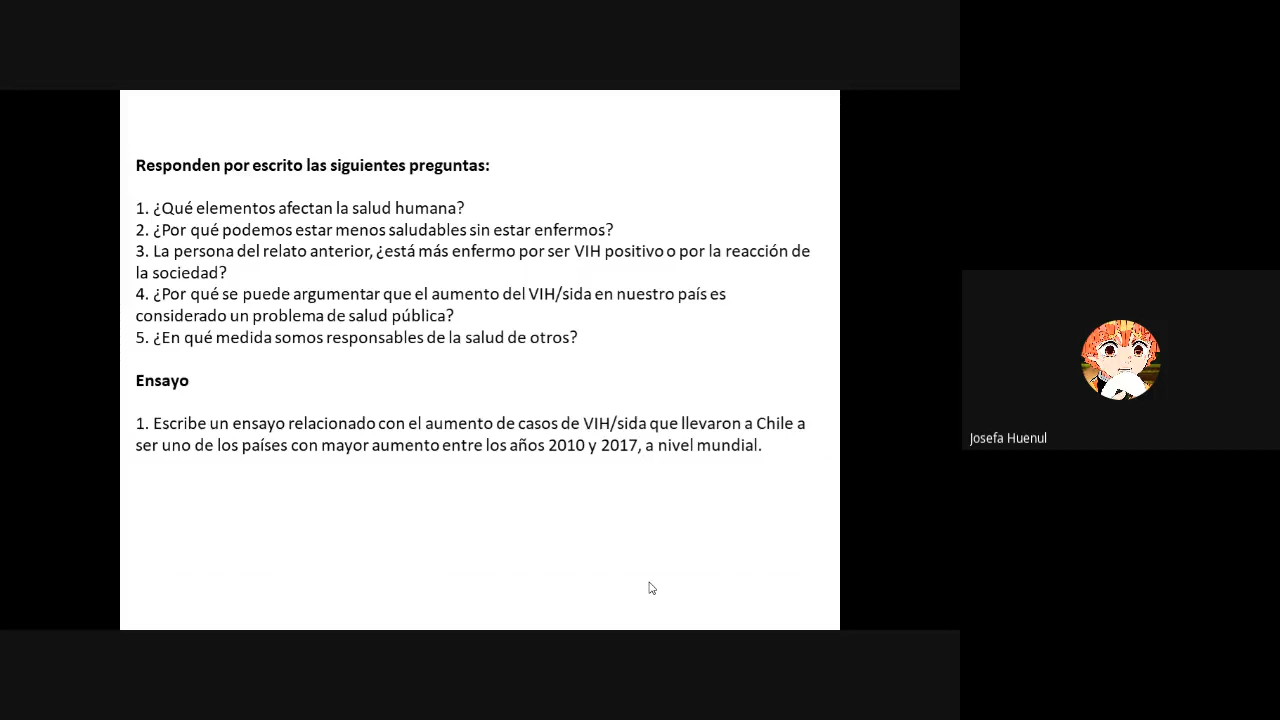 Responden por escrito las siguientes preguntas:
1. ¿Qué elementos afectan la salud humana?
2. ¿Por qué podemos estar menos saludables sin estar enfermos?
3. La persona del relato anterior, ¿está más enfermo por ser VIH positivo o por la reacción de
la sociedad?
4. ¿Por qué se puede argumentar que el aumento del VIH/sida en nuestro país es
considerado un problema de salud pública?
5. ¿En qué medida somos responsables de la salud de otros?
Ensayo
1. Escribe un ensayo relacionado con el aumento de casos de VIH/sida que llevaron a Chile a
ser uno de los países con mayor aumento entre los años 2010 y 2017, a nivel mundial.
Josefa Huenul